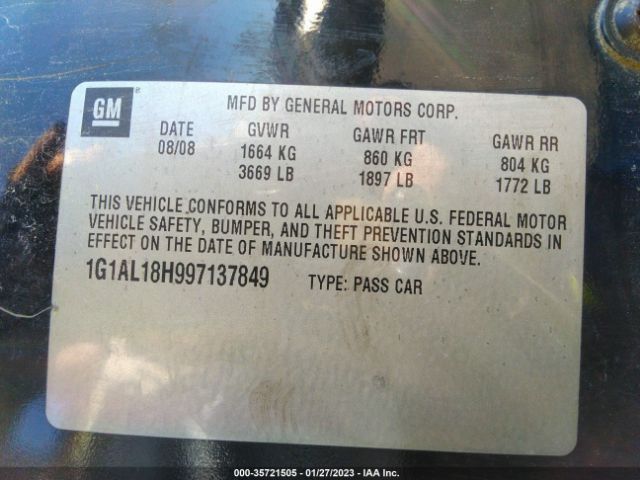 GM ®
MFD BY GENERAL MOTORS CORP.
DATE GVWR GAWR FRT GAWR RR
08/08 1664 KG 860 KG 804 KG
3669 LB 1897 LB 1772 LB
THIS VEHICLE CONFORMS TO ALL APPLICABLE U.S. FEDERAL MOTOR
VEHICLE SAFETY, BUMPER, AND THEFT PREVENTION STANDARDS IN
EFFECT ON THE DATE OF MANUFACTURE SHOWN ABOVE.
1G1AL18H997137849 TYPE: PASS CAR
000-35721505 - 01/27/2023 - IAA Inc.